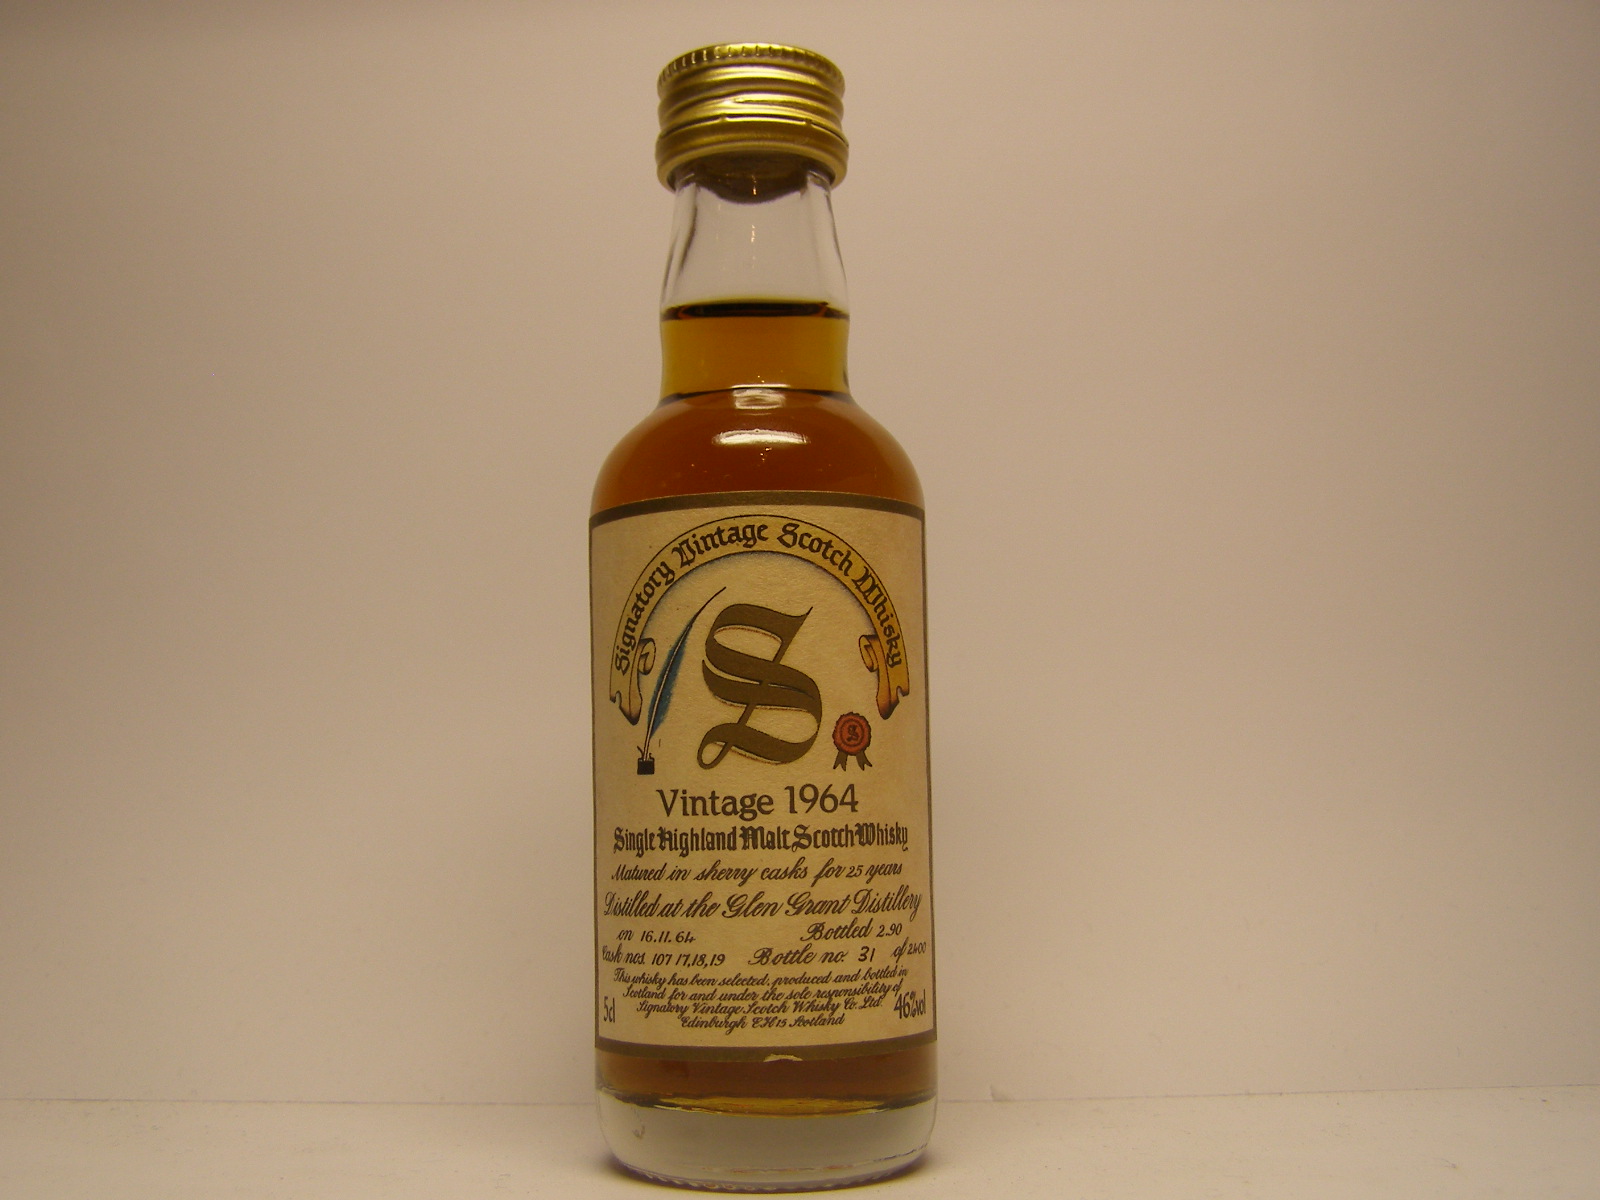 Signatory Vintage Scotch Whisky
S
S
Vintage 1964
Single Highland Malt Scotch Whisky
Matured in sherry casks for 25 years
Distilled at the Glen Grant Distillery
on 16.11.64 Bottled 2.90
Cask nos. 107 17,18,19 Bottle no. 31 of 2400
This whisky has been selected, produced and bottled in
Scotland for and under the sole responsibility of
Signatory Vintage Scotch Whisky Co. Ltd.
5cl Edinburgh EH15 Scotland 46%vol